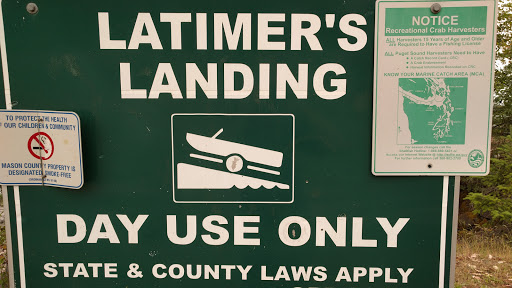 LATIMER'S
LANDING
DAY USE ONLY
STATE & COUNTY LAWS APPLY
TO PROTECT THE HEALTH
OF OUR CHILDREN & COMMUNITY
MASON COUNTY
PROPERTY IS
DESIGNATED SMOKE-FREE
NOTICE
Recreational Crab Harvesters
ALL Harvesters 15 Years of Age and Older
are Required to Have a Fishing License
ALL Puget Sound Harvesters Need to Have
KNOW YOUR MARINE CATCH AREA (MCA)